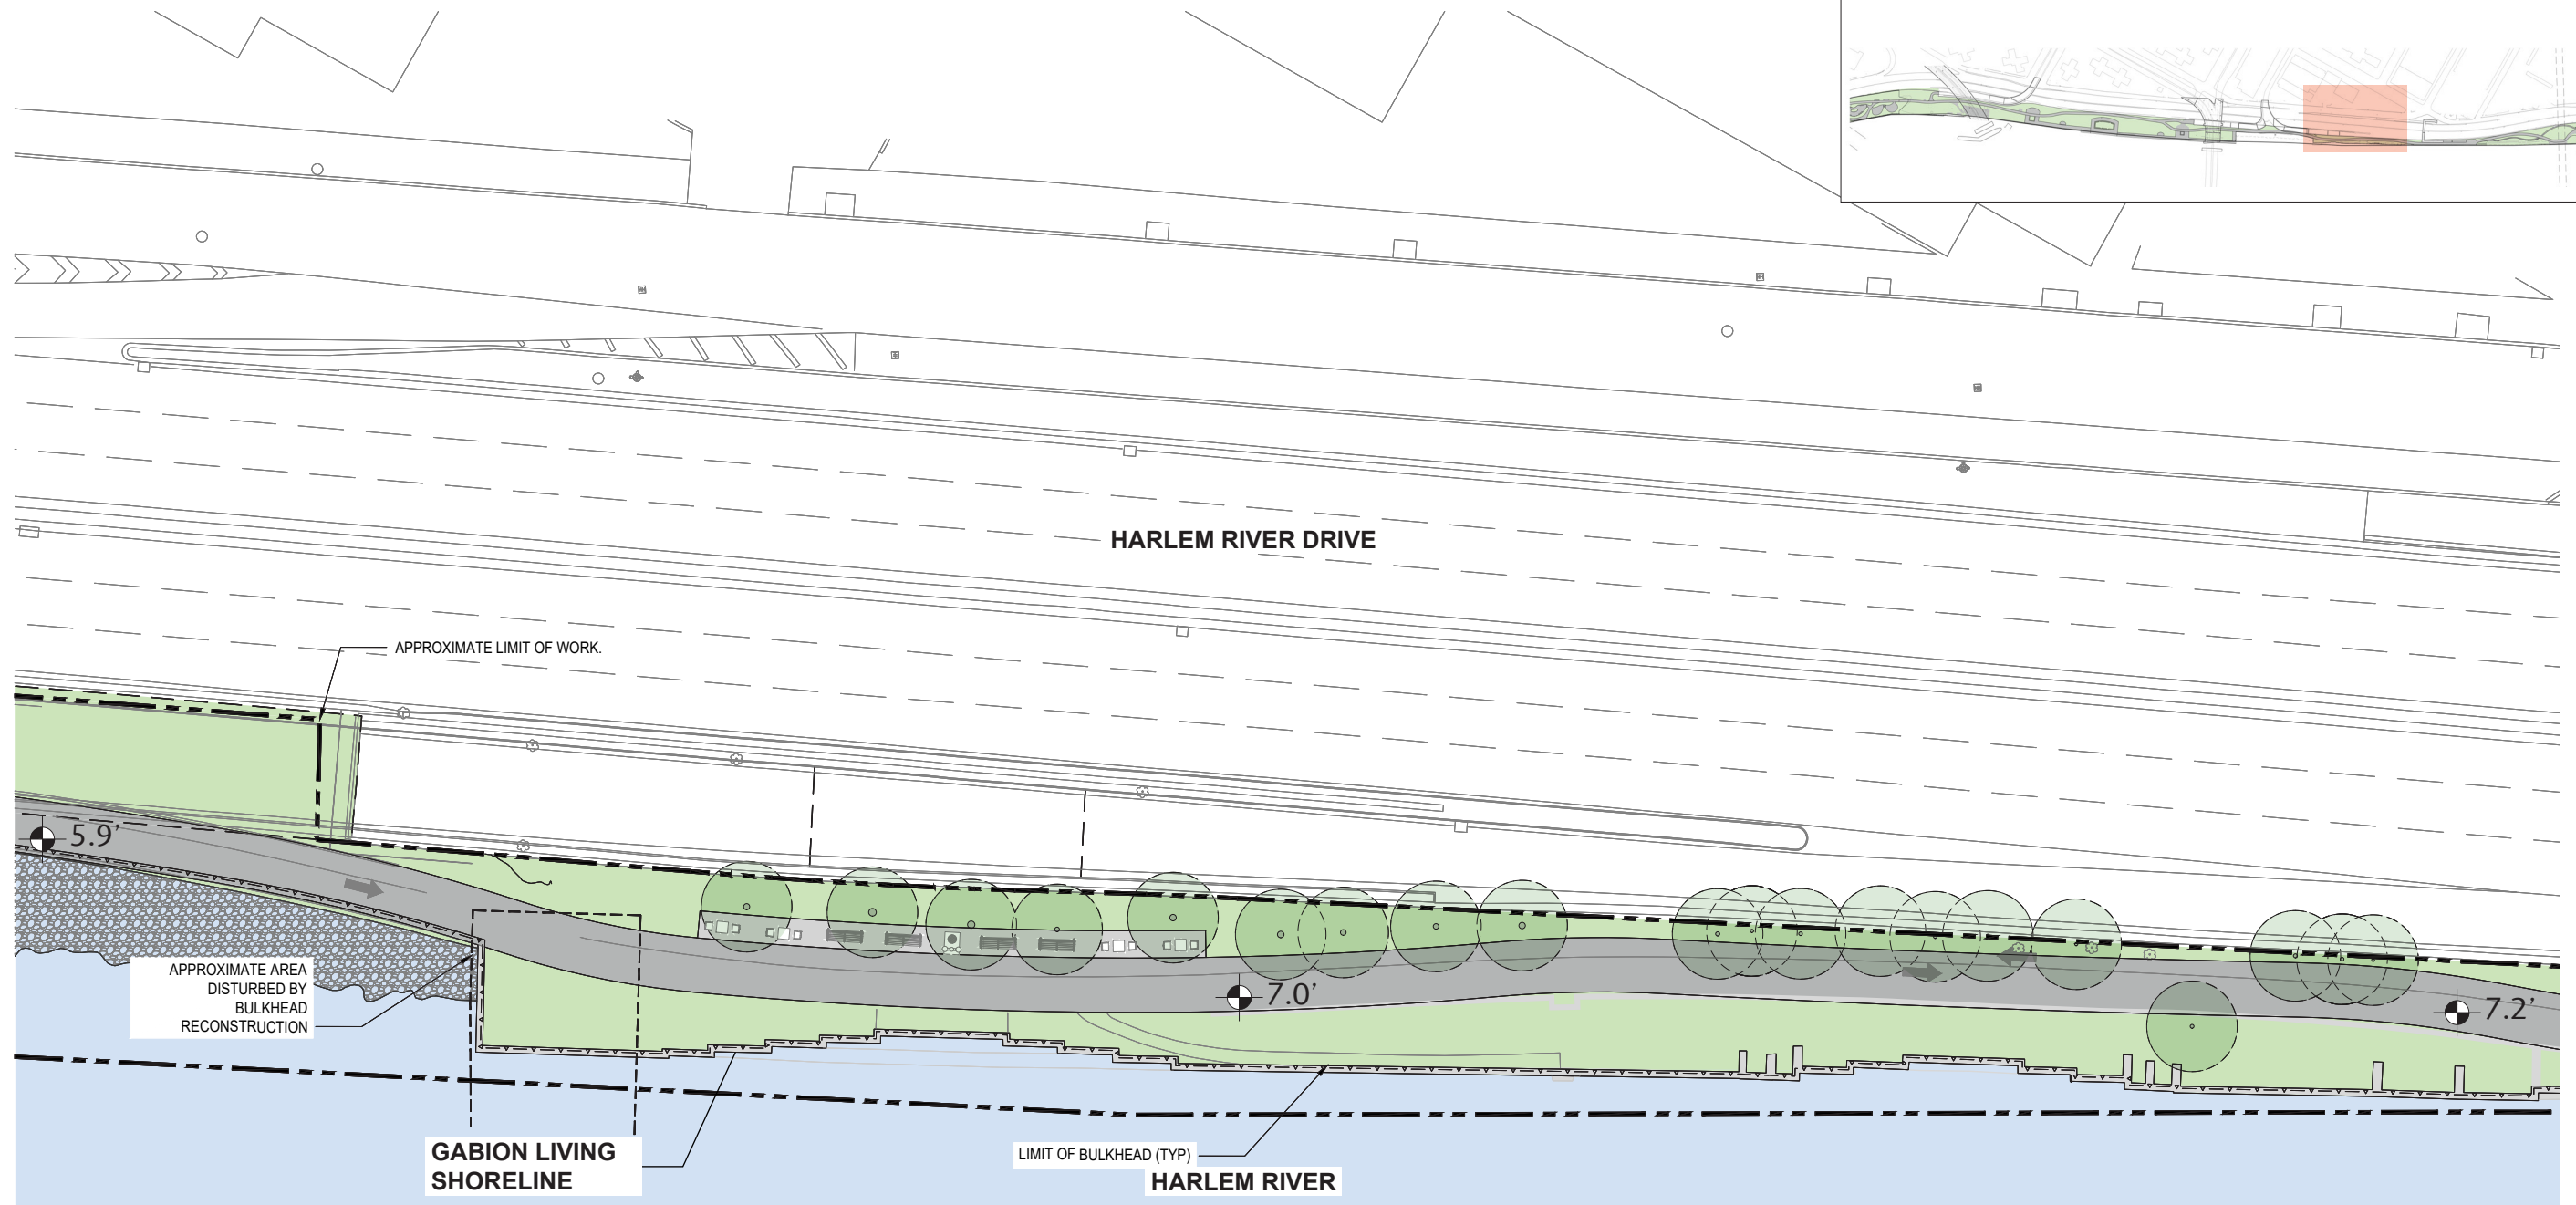 HARLEM RIVER DRIVE
APPROXIMATE LIMIT OF WORK.
5.9'
APPROXIMATE AREA
DISTURBED BY
BULKHEAD
RECONSTRUCTION
7.0'
7.2'
GABION LIVING
SHORELINE
LIMIT OF BULKHEAD (TYP)
HARLEM RIVER